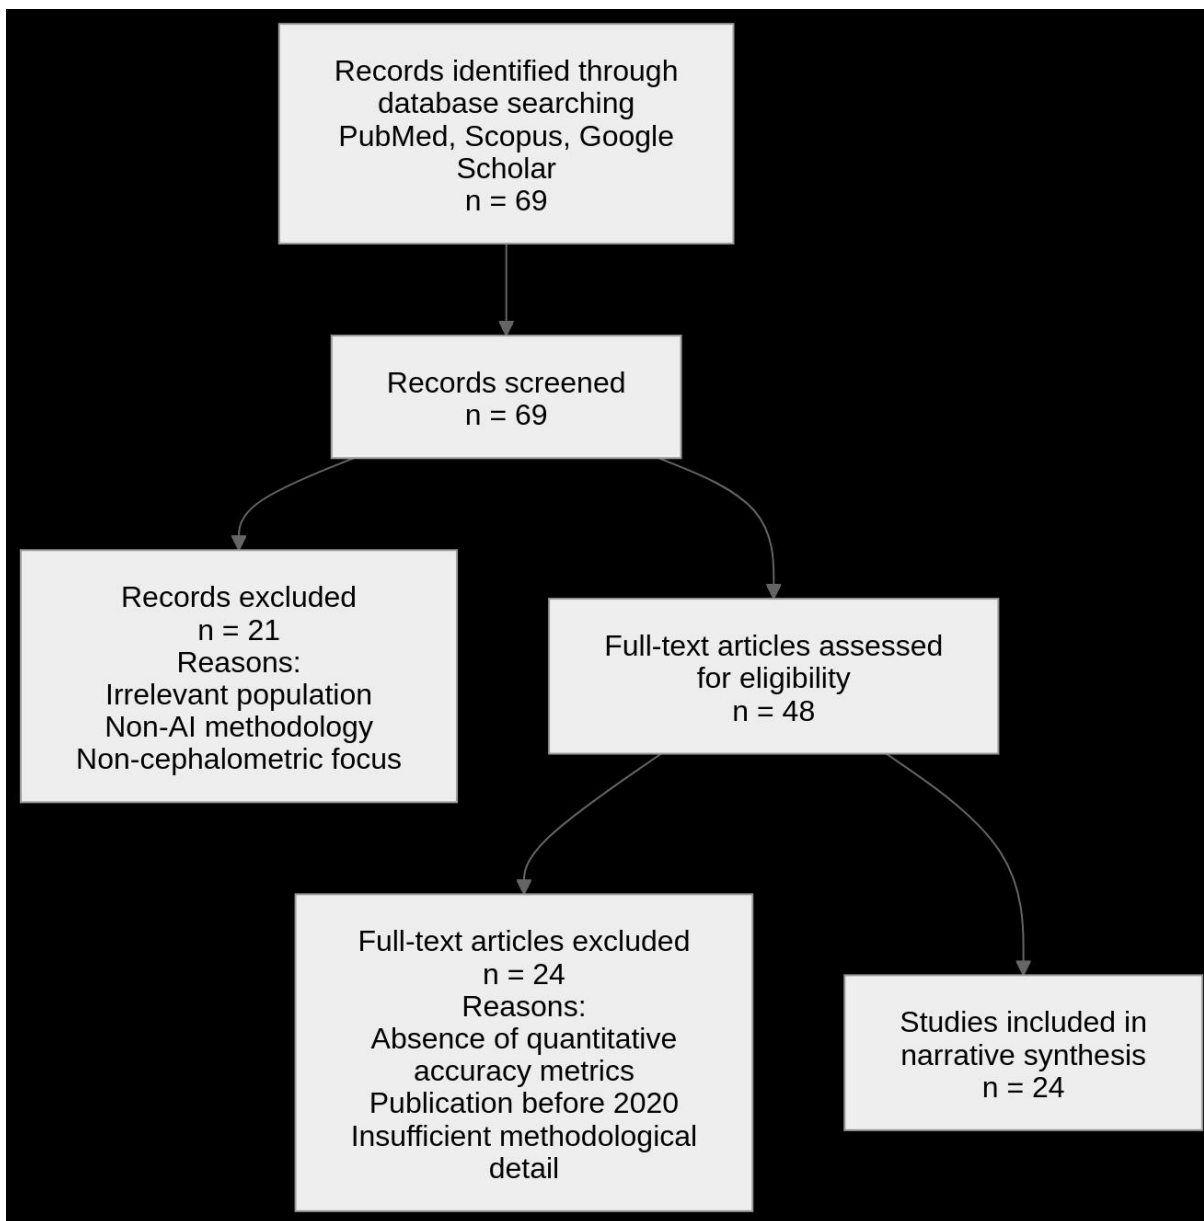 Records identified through
database searching
PubMed, Scopus, Google
Scholar
n = 69
Records screened
n = 69
Records excluded
n = 21
Reasons:
Irrelevant population
Non-AI methodology
Non-cephalometric focus
Full-text articles assessed
for eligibility
n = 48
Full-text articles excluded
n = 24
Reasons:
Absence of quantitative
accuracy metrics
Publication before 2020
Insufficient methodological
detail
Studies included in
narrative synthesis
n = 24